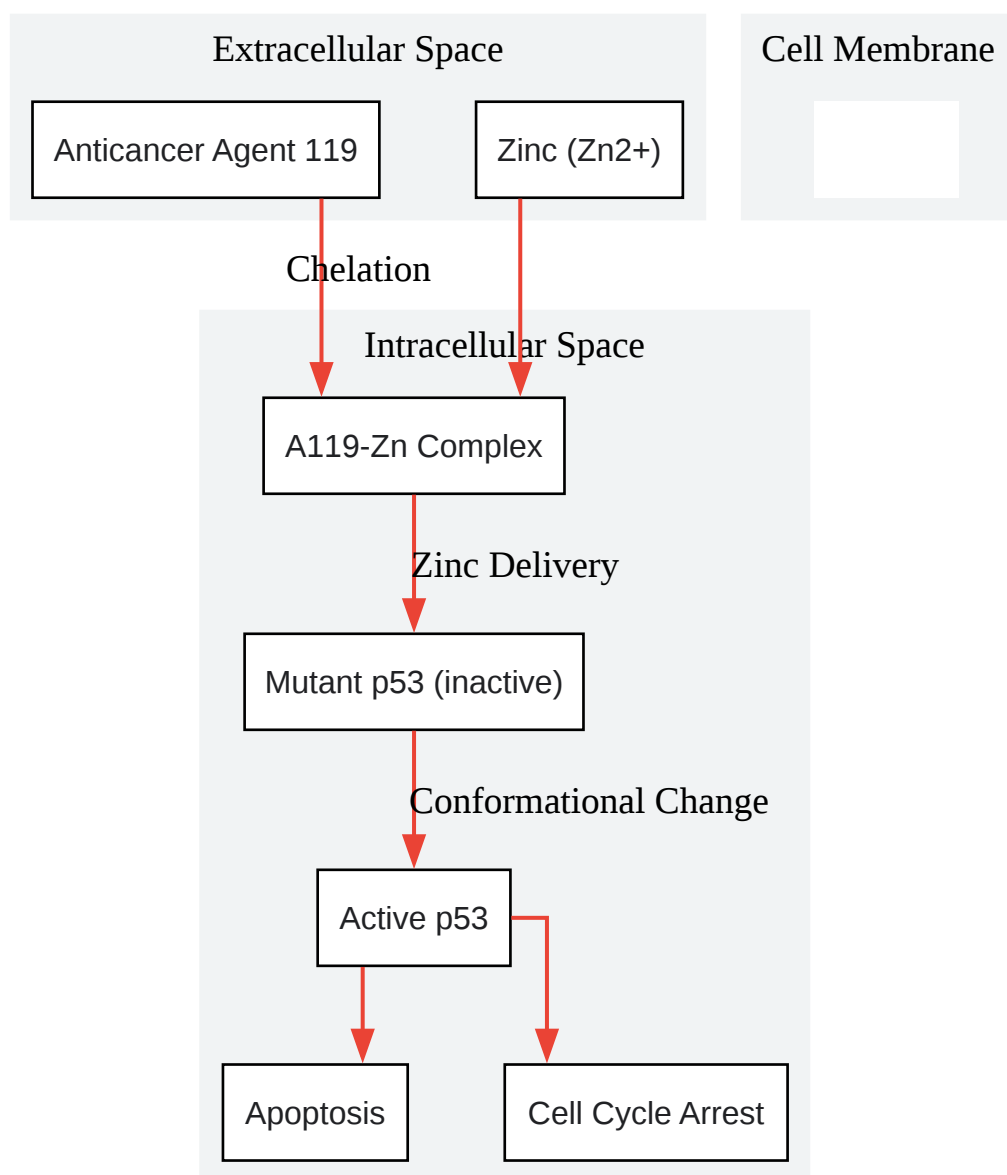 Extracellular Space
Cell Membrane
Anticancer Agent 119
Zinc (Zn2+)
Chelation
Intracellular Space
A119-Zn Complex
Zinc Delivery
Mutant p53 (inactive)
Conformational Change
Active p53
Apoptosis
Cell Cycle Arrest